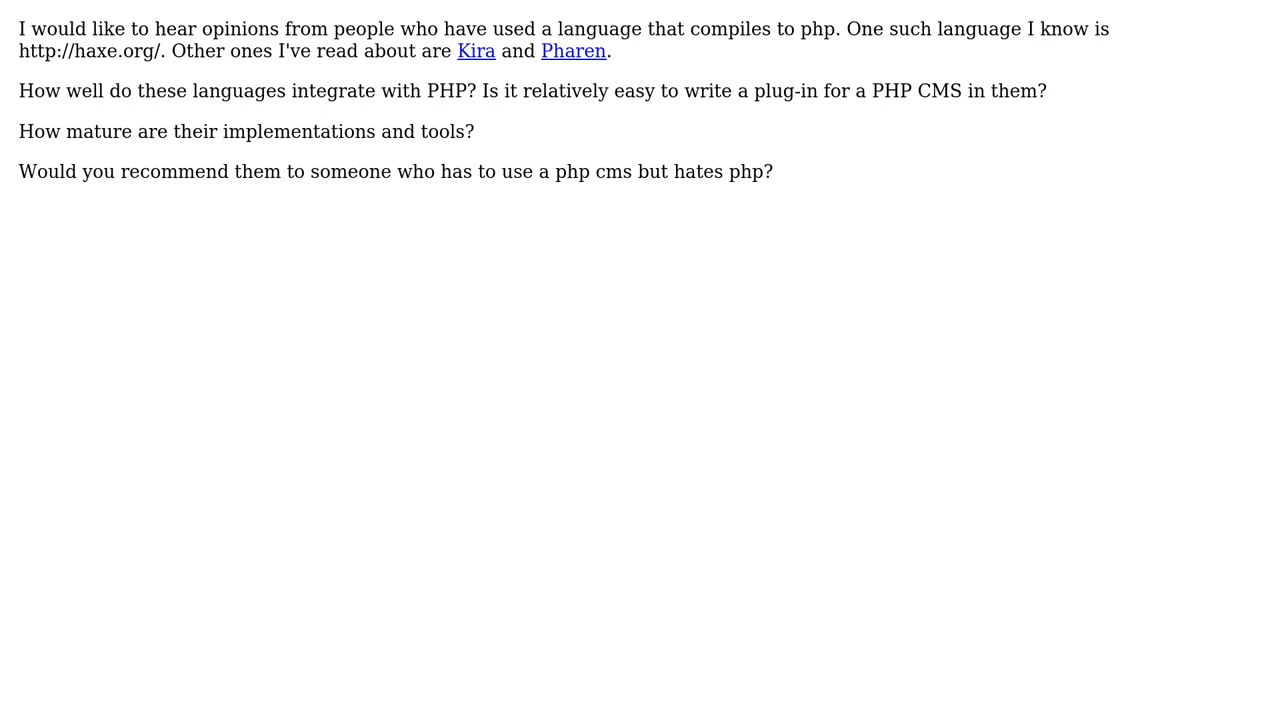 I would like to hear opinions from people who have used a language that compiles to php. One such language I know is
http://haxe.org/. Other ones I've read about are Kira and Pharen.
How well do these languages integrate with PHP? Is it relatively easy to write a plug-in for a PHP CMS in them?
How mature are their implementations and tools?
Would you recommend them to someone who has to use a php cms but hates php?